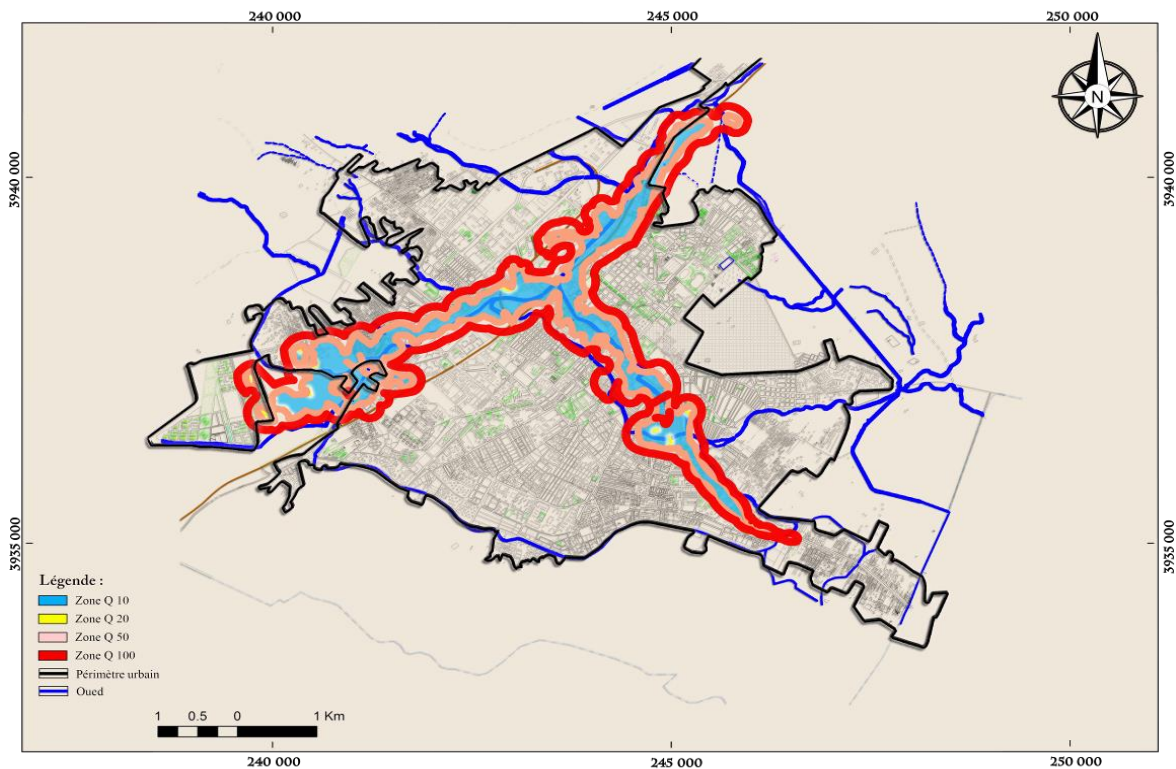 240 000 245 000 250 000
N
3940 000 3940 000
3935 000 3935 000
Légende :
Zone Q 10
Zone Q 20
Zone Q 50
Zone Q 100
Périmètre urbain
Oued
1 0.5 0 1 Km
240 000 245 000 250 000